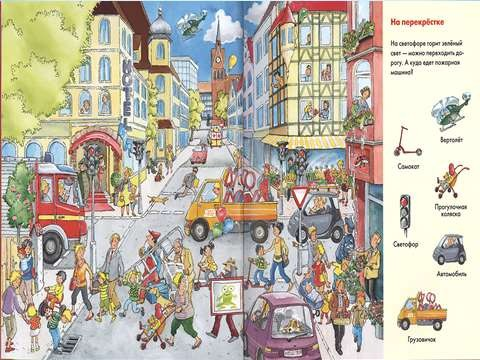 HOTEL
На перекрёстке
На светофоре горит зелёный
свет — можно переходить до-
рогу. А куда едет пожарная
машина?
Вертолёт
Самокат
Прогулочная
коляска
Светофор
Автомобиль
Грузовичок